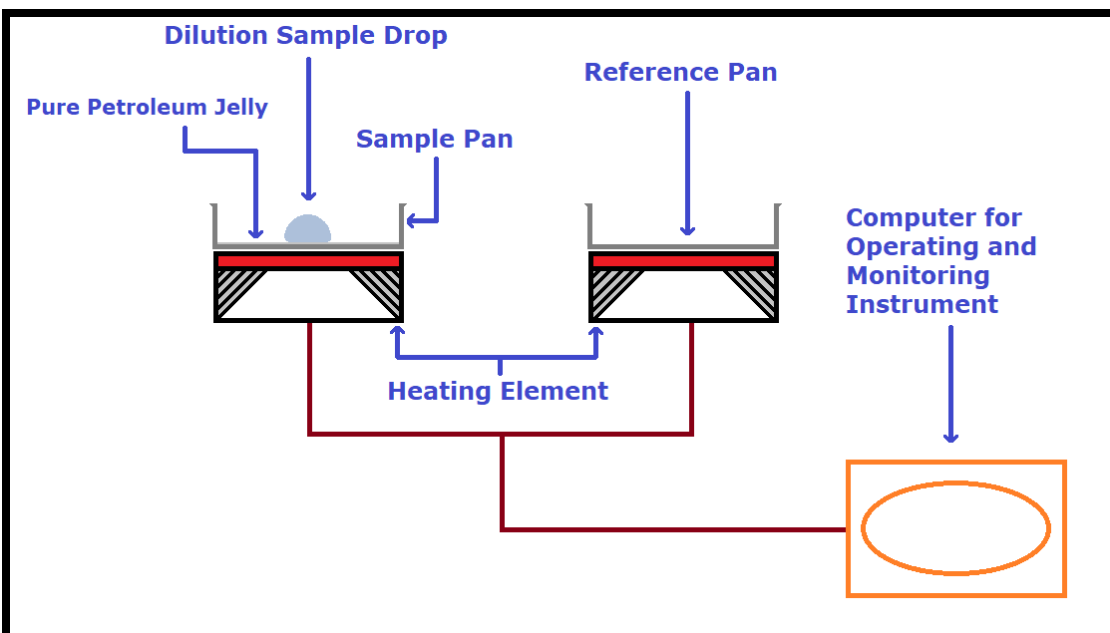 Dilution Sample Drop
Reference Pan
Pure Petroleum Jelly
Sample Pan
Computer for
Operating and
Monitoring
Instrument
Heating Element